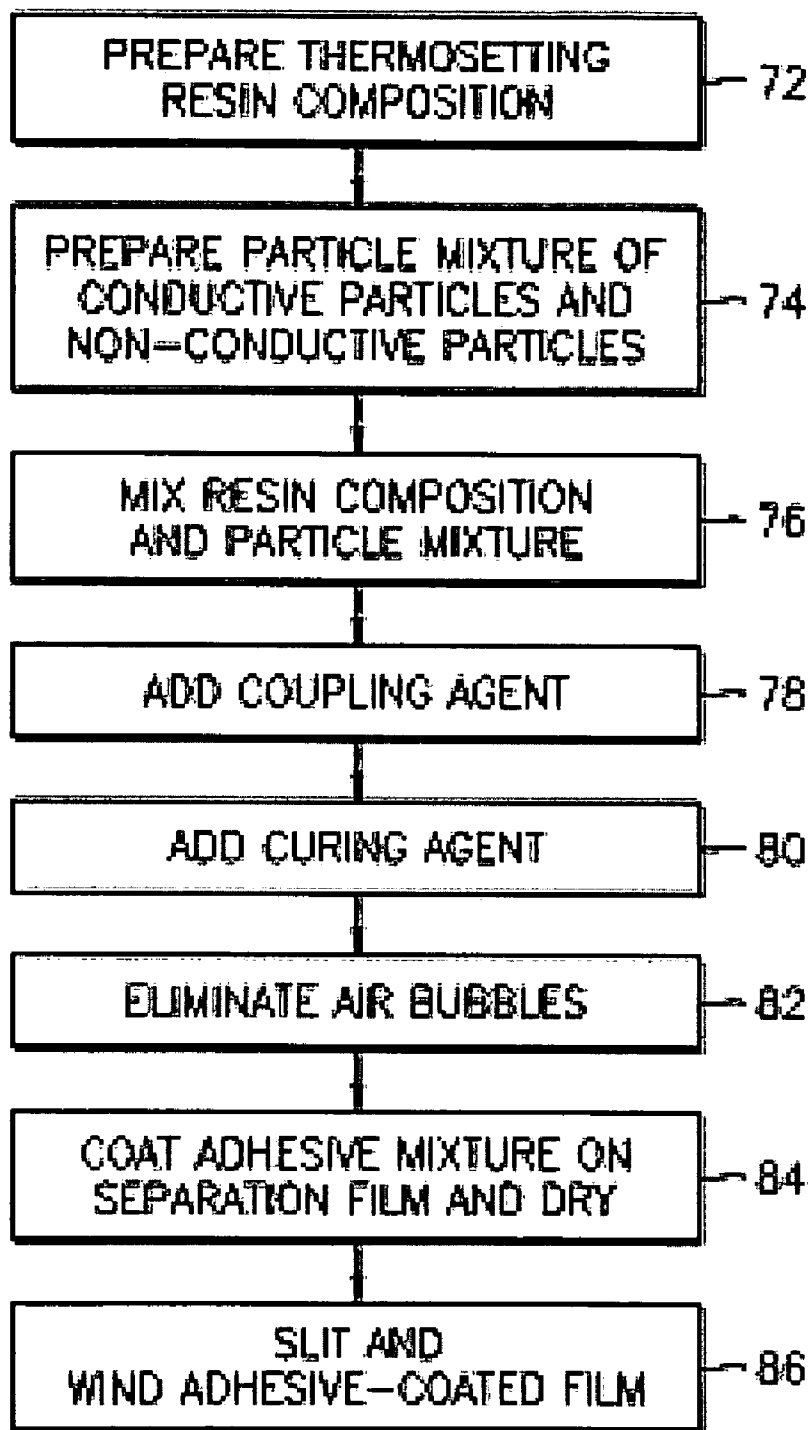 PREPARE THERMOSETTING
RESIN COMPOSITION
72
PREPARE PARTICLE MIXTURE OF
CONDUCTIVE PARTICLES AND
NON-CONDUCTIVE PARTICLES
74
MIX RESIN COMPOSITION
AND PARTICLE MIXTURE
76
ADD COUPLING AGENT
78
ADD CURING AGENT
80
ELIMINATE AIR BUBBLES
82
COAT ADHESIVE MIXTURE ON
SEPARATION FILM AND DRY
84
SLIT AND
WIND ADHESIVE-COATED FILM
86